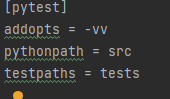 [pytest]
addopts = -vv
pythonpath = src
testpaths = tests